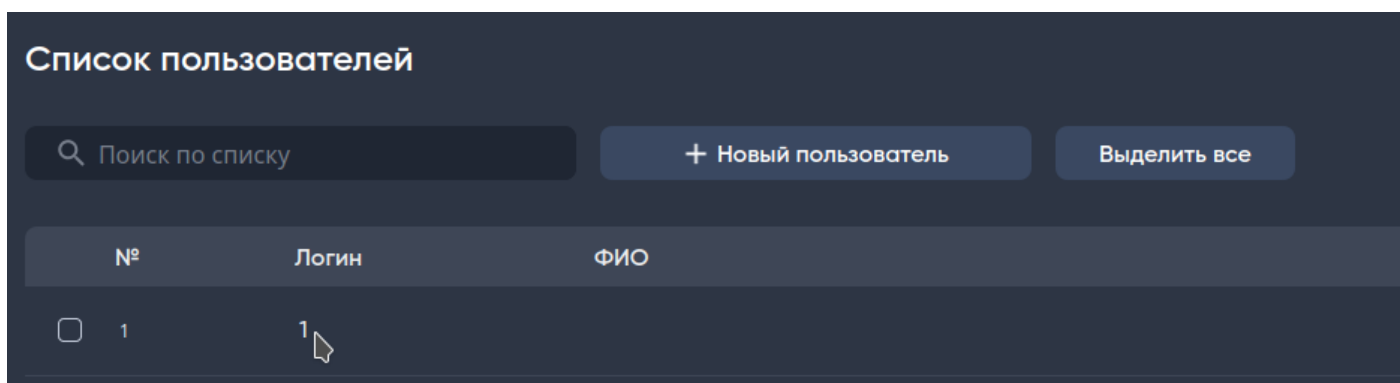 Список пользователей
Поиск по списку
+ Новый пользователь
Выделить все
№ Логин ФИО
1 1